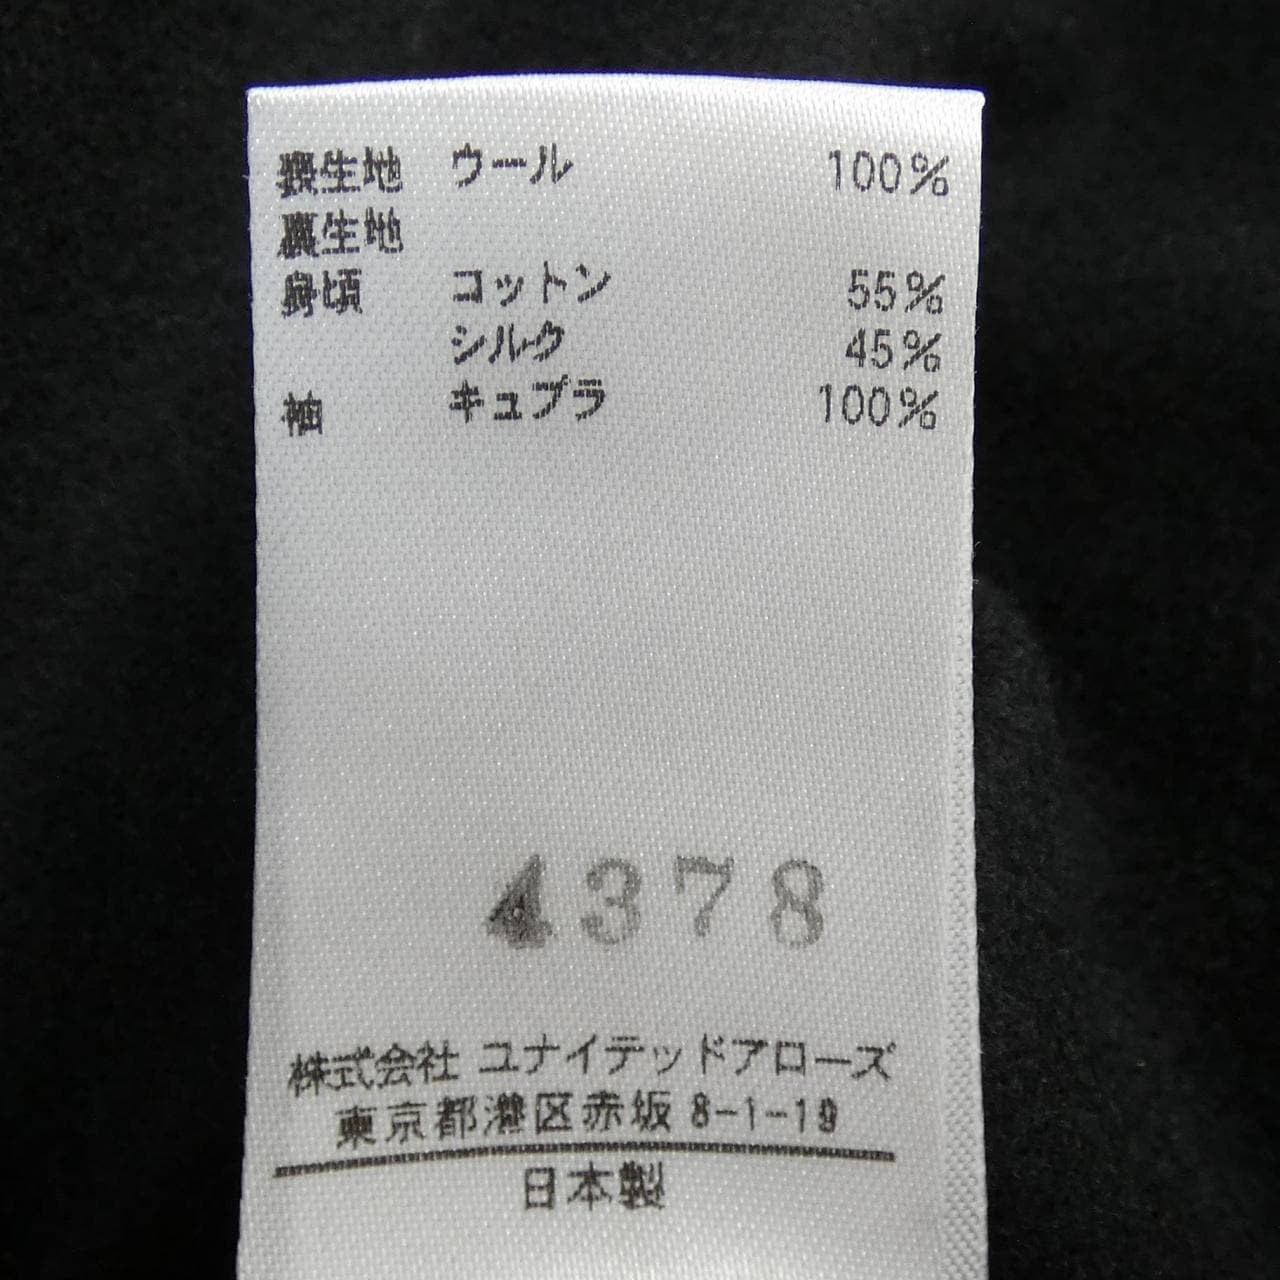 表生地 ウール 100%
裏生地
身頃 コットン 55%
シルク 45%
袖 キュプラ 100%
4378
株式会社 ユナイテッドアローズ
東京都港区赤坂 8-1-19
日本製